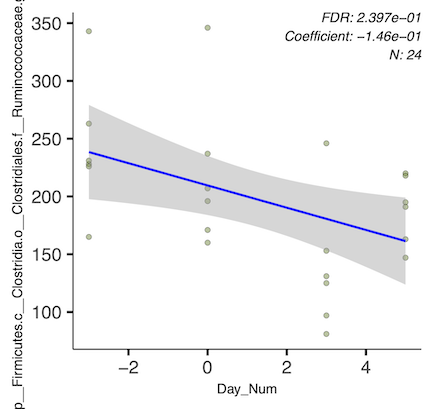 FDR: 2.397e−01
Coefficient: −1.46e−01
N: 24
p__Firmicutes.c__Clostridia.o__Clostridiales.f__Ruminococcaceae.g
350
300
250
200
150
100
−2
0
2
4
Day_Num